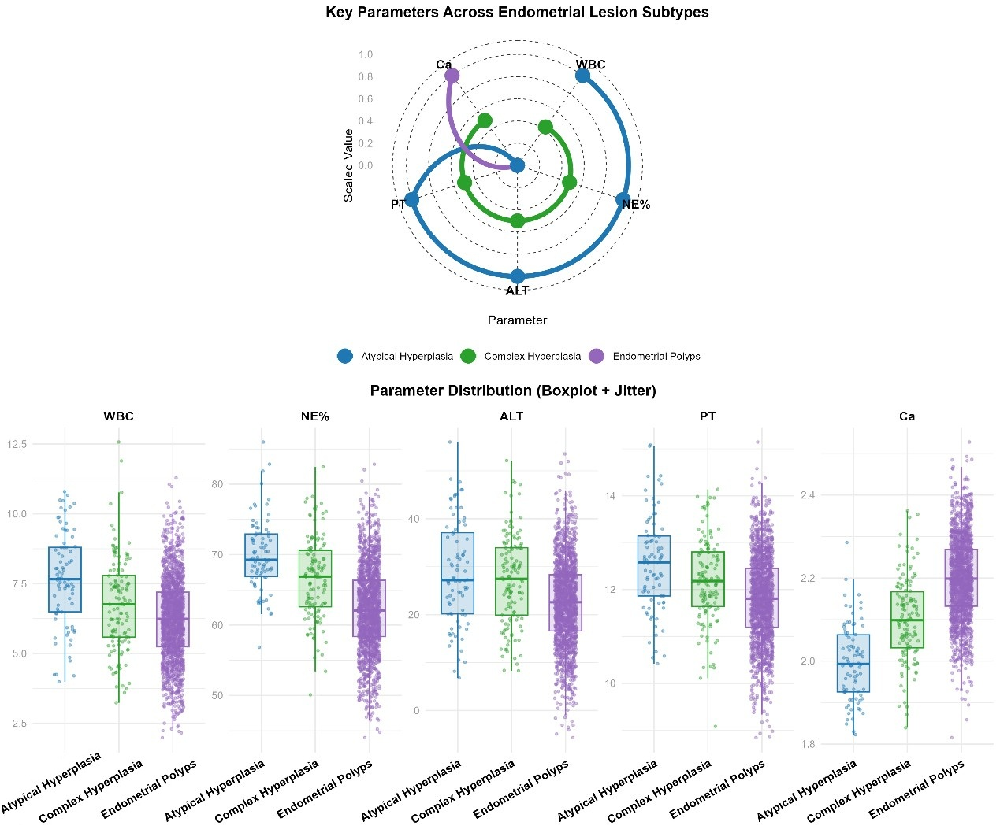 Key Parameters Across Endometrial Lesion Subtypes
1.0
0.8
0.6
0.4
0.2
0.0
Scaled Value
Ca
WBC
PT
NE%
ALT
Parameter
Atypical Hyperplasia Complex Hyperplasia Endometrial Polyps
Parameter Distribution (Boxplot + Jitter)
WBC
12.5
10.0
7.5
5.0
2.5
Atypical Hyperplasia
Complex Hyperplasia
Endometrial Polyps
NE%
80
70
60
50
Atypical Hyperplasia
Complex Hyperplasia
Endometrial Polyps
ALT
40
20
0
Atypical Hyperplasia
Complex Hyperplasia
Endometrial Polyps
PT
14
12
10
Atypical Hyperplasia
Complex Hyperplasia
Endometrial Polyps
Ca
2.4
2.2
2.0
1.8
Atypical Hyperplasia
Complex Hyperplasia
Endometrial Polyps